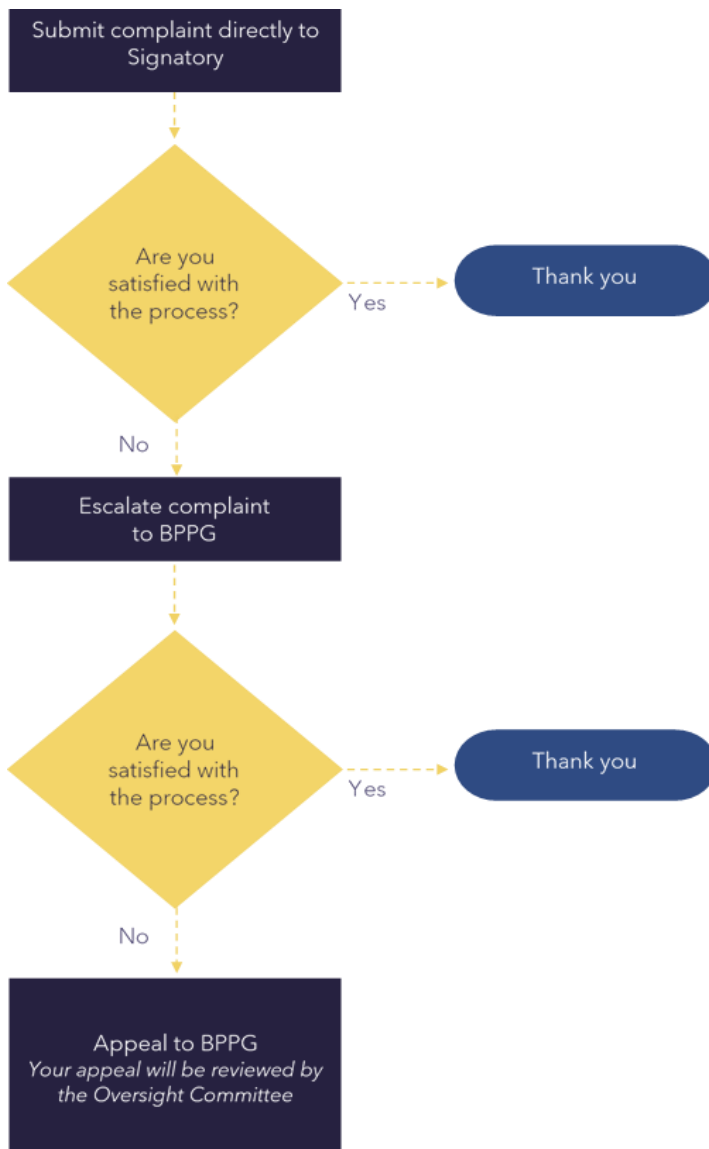 Submit complaint directly to
Signatory
Are you
satisfied with
the process?
Yes
Thank you
No
Escalate complaint
to BPPG
Are you
satisfied with
the process?
Yes
Thank you
No
Appeal to BPPG
Your appeal will be reviewed by
the Oversight Committee